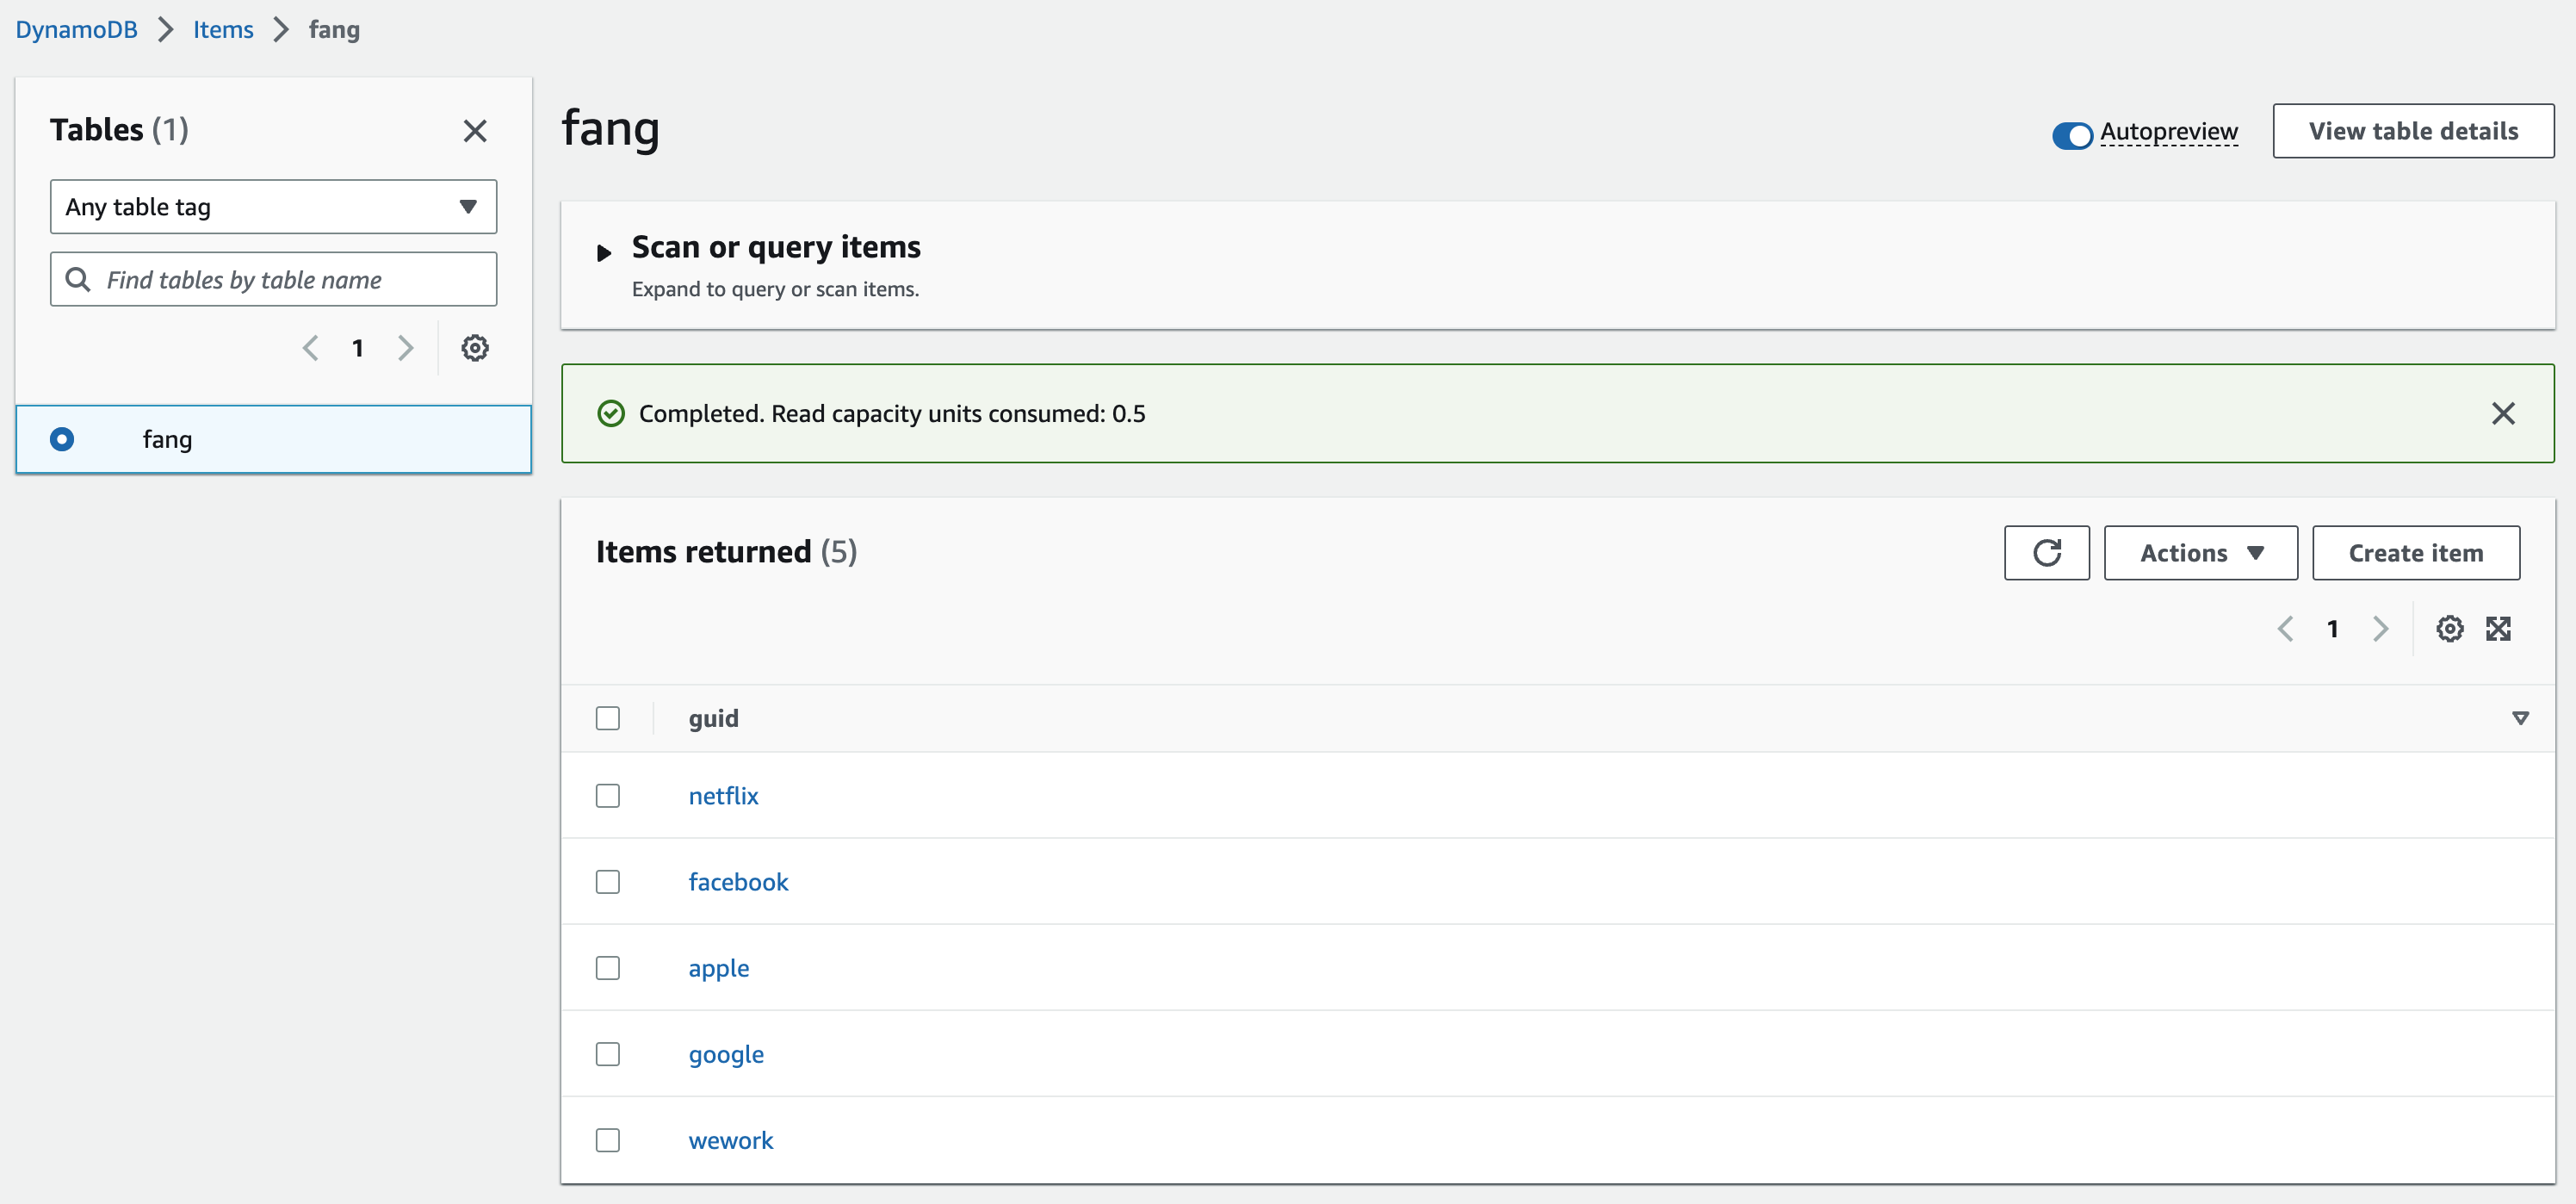 DynamoDB Items fang
Tables (1)
Any table tag
Find tables by table name
1
fang
fang
Autopreview
View table details
Scan or query items
Expand to query or scan items.
Completed. Read capacity units consumed: 0.5
Items returned (5)
Actions
Create item
1
guid
netflix
facebook
apple
google
wework